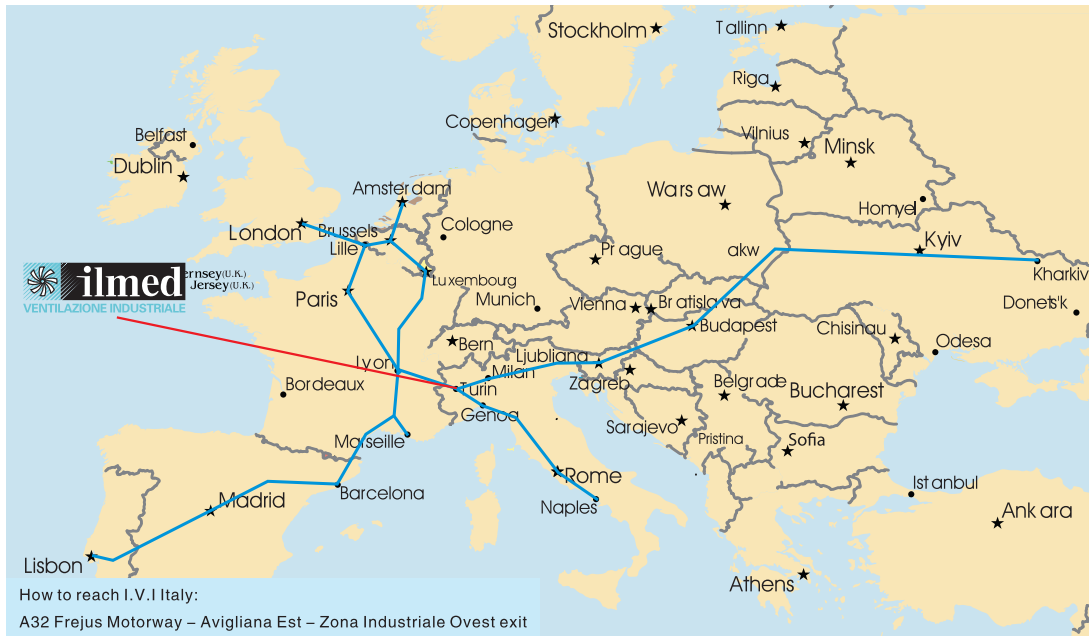 Stockholm
Tallinn
Riga
Copenhagen
Vilnius
Belfast
Minsk
Dublin
Amsterdam
Warsaw
Homyel
London
Brussels
Cologne
Lille
Prague
akw
Kyiv
Kharkiv
ilmed
VENTILAZIONE INDUSTRIALE
ernsey (U.K.)
Jersey (U.K.)
Luxembourg
Paris
Munich
Vienna
Bratislava
Donets'k
Budapest
Chisinau
Odesa
Bern
Ljubliana
Lyon
Milan
Zagreb
Turin
Bordeaux
Belgrade
Bucharest
Genoa
Sarajevo
Marseille
Pristina
Sofia
Rome
Barcelona
Istanbul
Madrid
Naples
Ankara
Lisbon
Athens
How to reach I.V.I Italy:
A32 Frejus Motorway – Avigliana Est – Zona Industriale Ovest exit